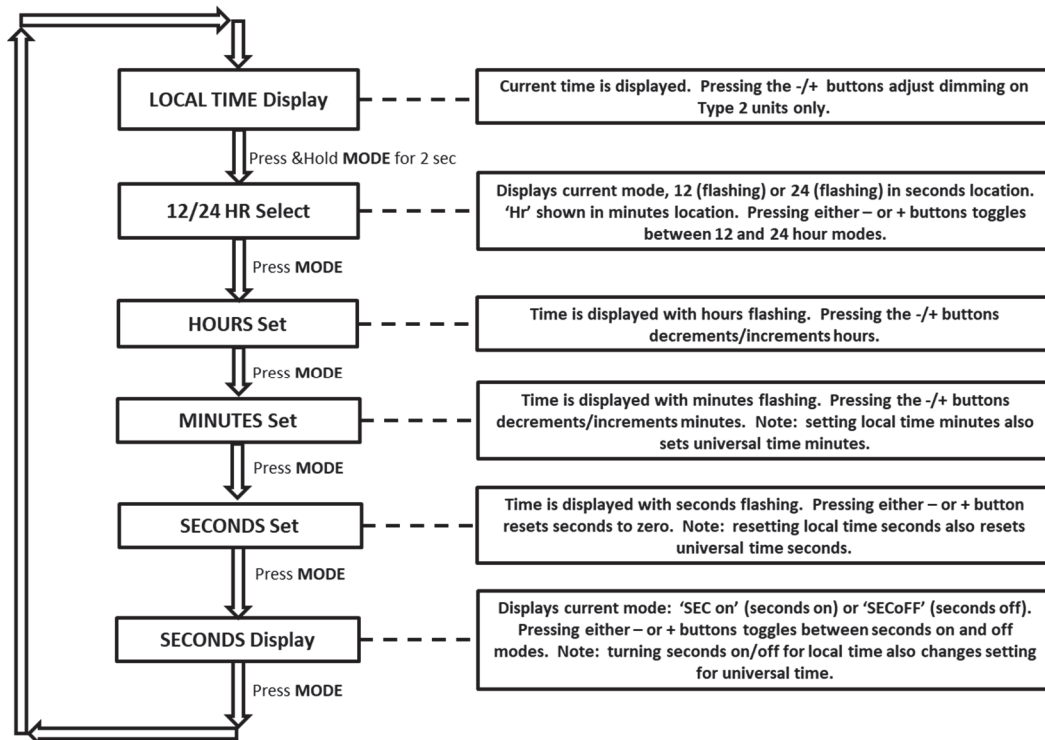 LOCAL TIME Display
Current time is displayed. Pressing the -/+ buttons adjust dimming on
Type 2 units only.
Press &Hold MODE for 2 sec
12/24 HR Select
Displays current mode, 12 (flashing) or 24 (flashing) in seconds location.
‘Hr’ shown in minutes location. Pressing either – or + buttons toggles
between 12 and 24 hour modes.
Press MODE
HOURS Set
Time is displayed with hours flashing. Pressing the -/+ buttons
decrements/increments hours.
Press MODE
MINUTES Set
Time is displayed with minutes flashing. Pressing the -/+ buttons
decrements/increments minutes. Note: setting local time minutes also
sets universal time minutes.
Press MODE
SECONDS Set
Time is displayed with seconds flashing. Pressing either – or + button
resets seconds to zero. Note: resetting local time seconds also resets
universal time seconds.
Press MODE
SECONDS Display
Displays current mode: ‘SEC on’ (seconds on) or ‘SECoFF’ (seconds off).
Pressing either – or + buttons toggles between seconds on and off
modes. Note: turning seconds on/off for local time also changes setting
for universal time.
Press MODE